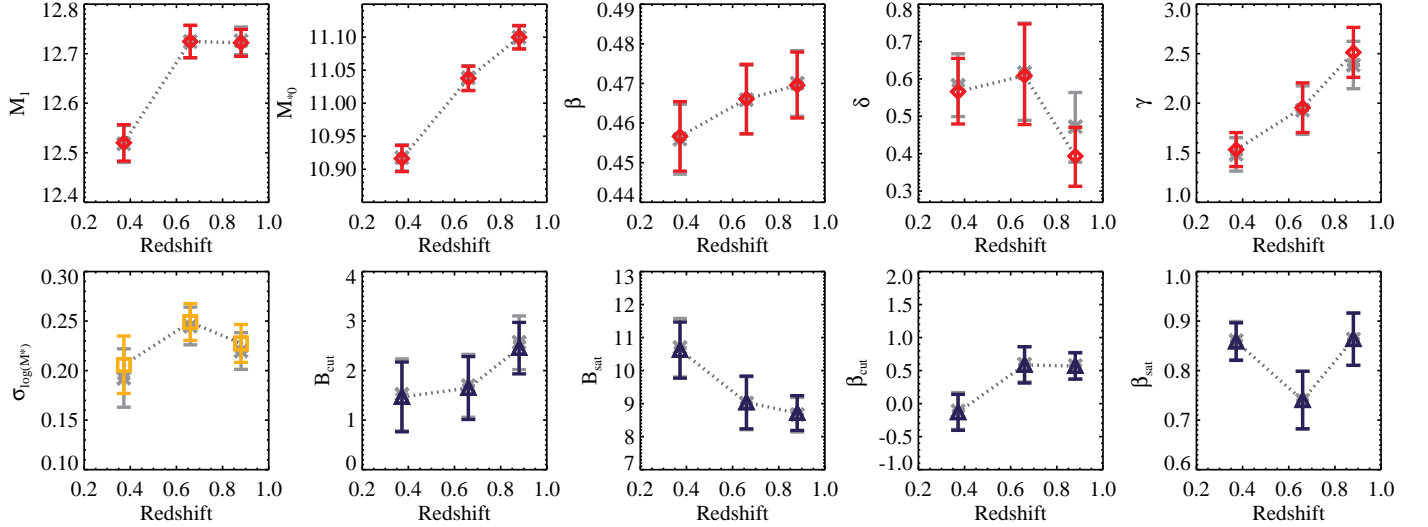 12.8
12.7
12.6
12.5
12.4
M₁
0.2 0.4 0.6 0.8 1.0
Redshift
11.10
11.05
11.00
10.95
10.90
M*0
0.2 0.4 0.6 0.8 1.0
Redshift
0.49
0.48
0.47
0.46
0.45
0.44
β
0.2 0.4 0.6 0.8 1.0
Redshift
0.8
0.7
0.6
0.5
0.4
0.3
δ
0.2 0.4 0.6 0.8 1.0
Redshift
3.0
2.5
2.0
1.5
1.0
γ
0.2 0.4 0.6 0.8 1.0
Redshift
0.30
0.25
0.20
0.15
0.10
σlog(M*)
0.2 0.4 0.6 0.8 1.0
Redshift
4
3
2
1
0
Bcut
0.2 0.4 0.6 0.8 1.0
Redshift
13
12
11
10
9
8
7
Bsat
0.2 0.4 0.6 0.8 1.0
Redshift
2.0
1.5
1.0
0.5
0.0
-0.5
-1.0
βcut
0.2 0.4 0.6 0.8 1.0
Redshift
1.0
0.9
0.8
0.7
0.6
βsat
0.2 0.4 0.6 0.8 1.0
Redshift